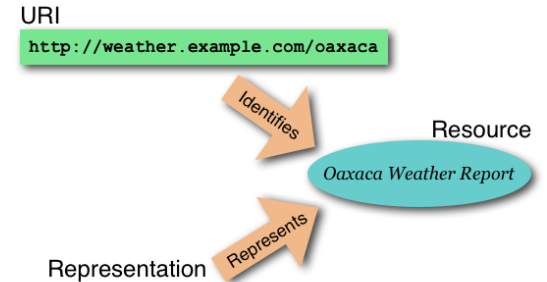 URI
http://weather.example.com/oaxaca
Identifies
Resource
Oaxaca Weather Report
Represents
Representation